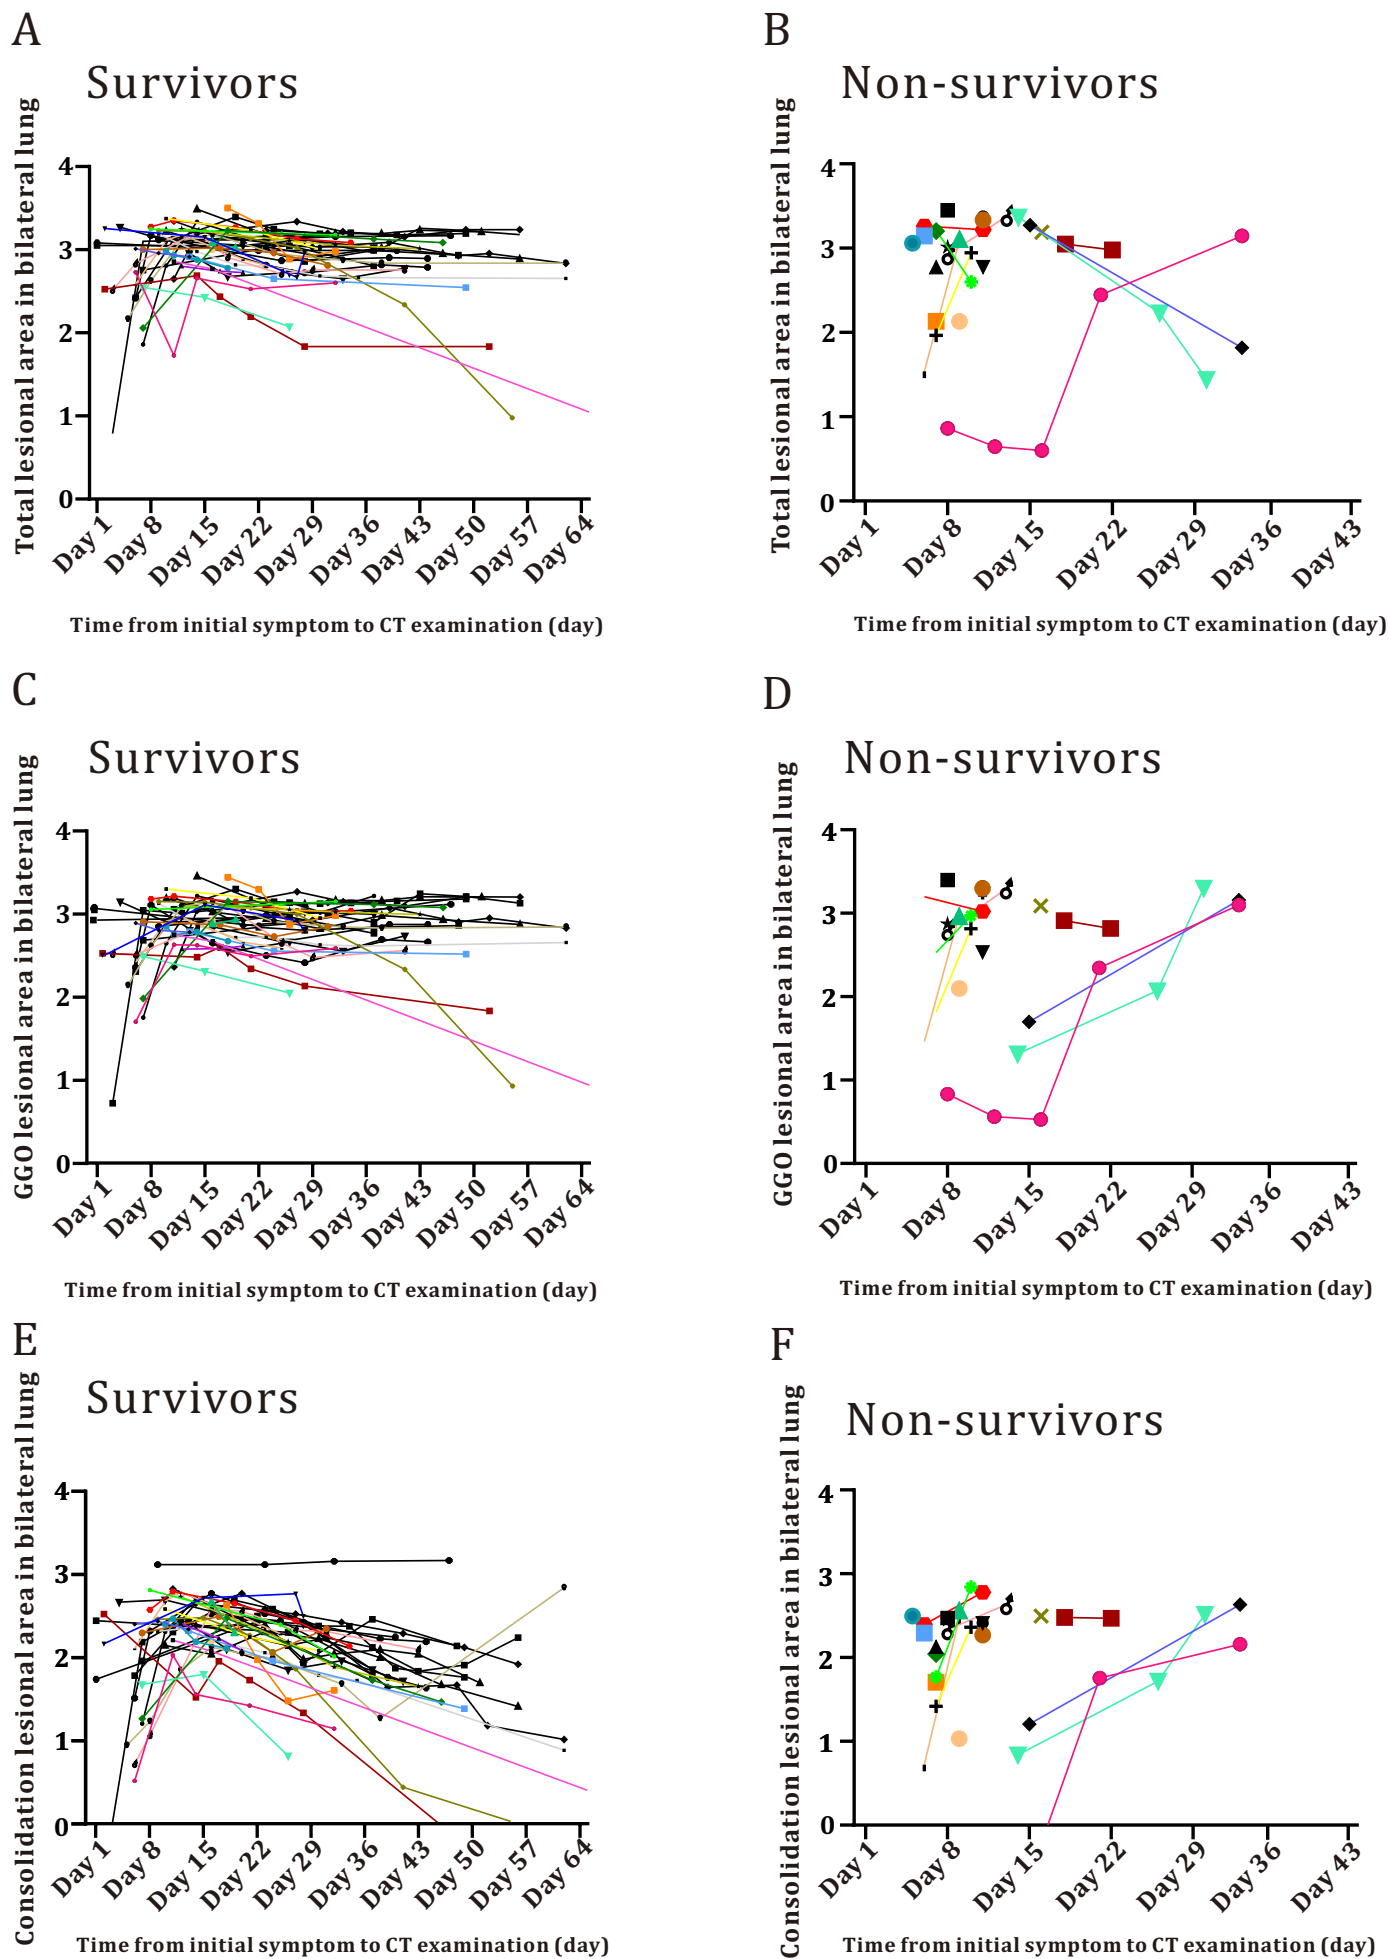 A
Survivors
Total lesional area in bilateral lung
4
3
2
1
0
Day 1
Day 8
Day 15
Day 22
Day 29
Day 36
Day 43
Day 50
Day 57
Day 64
Time from initial symptom to CT examination (day)
B
Non-survivors
Total lesional area in bilateral lung
4
3
2
1
0
Day 1
Day 8
Day 15
Day 22
Day 29
Day 36
Day 43
Time from initial symptom to CT examination (day)
C
Survivors
GGO lesional area in bilateral lung
4
3
2
1
0
Day 1
Day 8
Day 15
Day 22
Day 29
Day 36
Day 43
Day 50
Day 57
Day 64
Time from initial symptom to CT examination (day)
D
Non-survivors
GGO lesional area in bilateral lung
4
3
2
1
0
Day 1
Day 8
Day 15
Day 22
Day 29
Day 36
Day 43
Time from initial symptom to CT examination (day)
E
Survivors
Consolidation lesional area in bilateral lung
4
3
2
1
0
Day 1
Day 8
Day 15
Day 22
Day 29
Day 36
Day 43
Day 50
Day 57
Day 64
Time from initial symptom to CT examination (day)
F
Non-survivors
Consolidation lesional area in bilateral lung
4
3
2
1
0
Day 1
Day 8
Day 15
Day 22
Day 29
Day 36
Day 43
Time from initial symptom to CT examination (day)